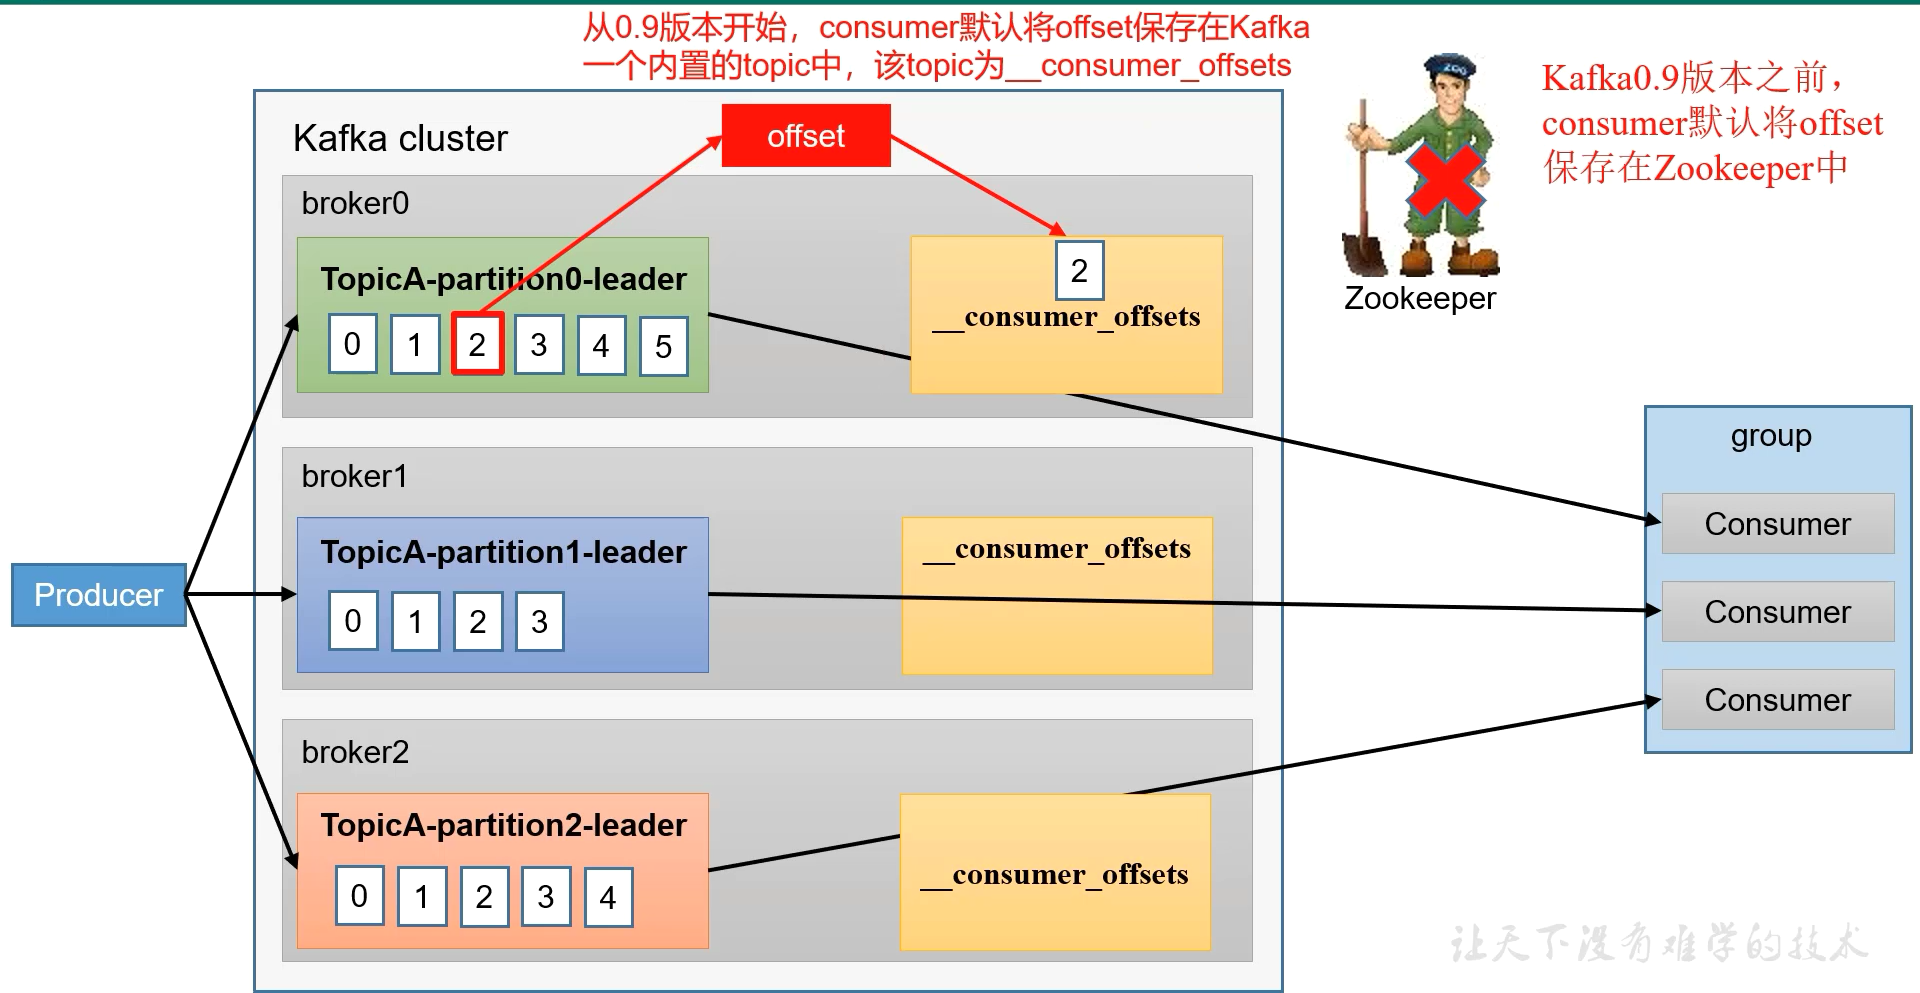 从0.9版本开始，consumer默认将offset保存在Kafka
一个内置的topic中，该topic为__consumer_offsets
Kafka0.9版本之前，
consumer默认将offset
保存在Zookeeper中
ZOO
Zookeeper
Kafka cluster
offset
broker0
TopicA-partition0-leader
0 1 2 3 4 5
2
__consumer_offsets
broker1
TopicA-partition1-leader
0 1 2 3
__consumer_offsets
broker2
TopicA-partition2-leader
0 1 2 3 4
__consumer_offsets
Producer
group
Consumer
Consumer
Consumer
让天下没有难学的技术